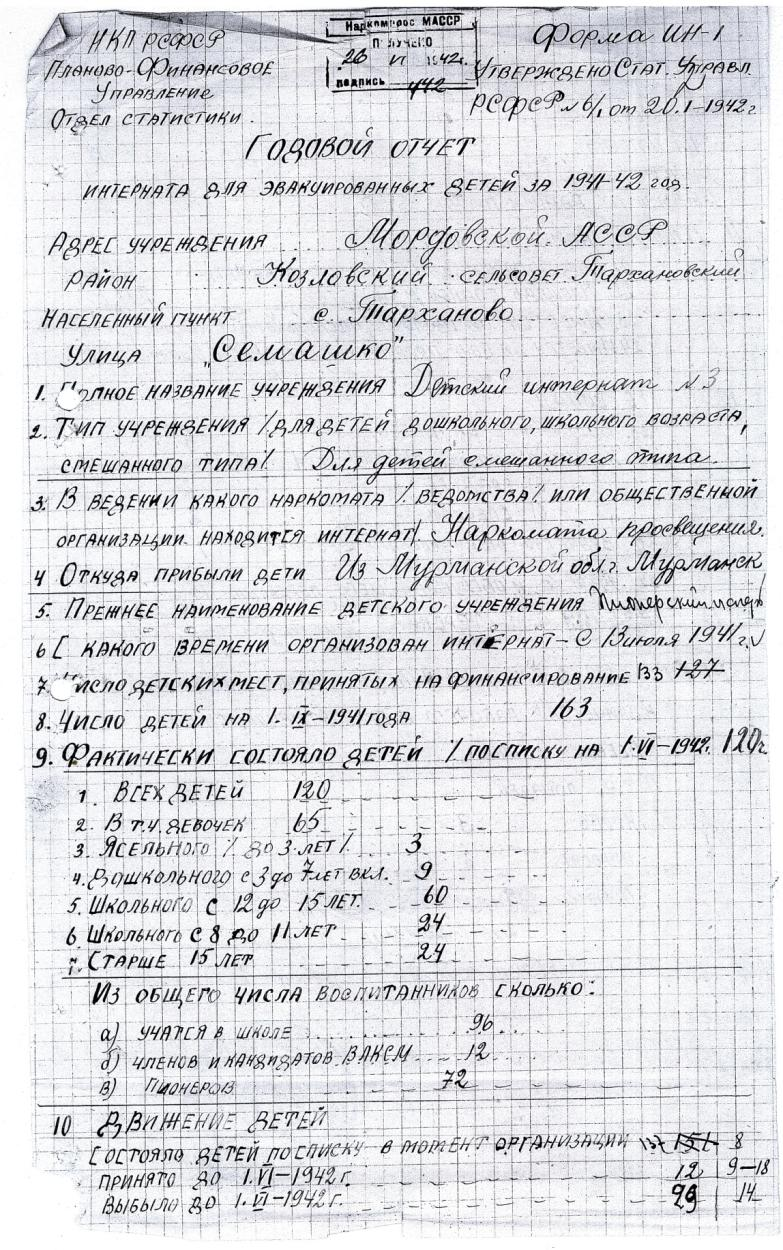 НКП РСФСР
Планово-Финансовое
Управление
Отдел статистики.
Наркомпрос МАССР
Получено
26 VI 1942г.
подпись 442
Форма ИН-1
Утверждено Стат. Управл.
РСФСР № 6/1 от 20.I-1942г
Годовой отчет
интерната для эвакуированных детей за 1941-42 год.
Адрес учреждения Мордовской АССР
район Козловский сельсовет Тархановский
Населенный пункт с. Тарханово
Улица "Семашко"
1. Полное название учреждения Детский интернат № 3
2. Тип учреждения /для детей дошкольного, школьного возраста,
смешанного типа/. Для детей смешанного типа.
3. В ведении какого наркомата /ведомства/ или общественной
организации находится интернат/ Наркомата просвещения.
4 Откуда прибыли дети Из Мурманской обл. г. Мурманск
5. Прежнее наименование детского учреждения Пионерский лагерь
6 С какого времени организован интернат - С 13 июля 1941 г.
7. Число детских мест, принятых на финансирование 133 127
8. Число детей на 1.IX-1941 года 163
9. Фактически состояло детей /по списку на 1.VI-1942г. 120 ч
1. Всех детей 120
2. В т.ч. девочек 65
3. Ясельного / до 3 лет/. 3
4. Дошкольного с 3 до 7 лет вкл. 9
5. Школьного с 12 до 15 лет. 60
6. Школьного с 8 до 11 лет 24
7. Старше 15 лет 24
Из общего числа воспитанников сколько:
а) учатся в школе 96
б) членов и кандидатов ВЛКСМ 12
в) Пионеров 72
10 Движение детей
Состояло детей по списку в момент организации 137 151 8
принято до 1.VI-1942г. 12 9-18
выбыло до 1.VI-1942г. 29 14